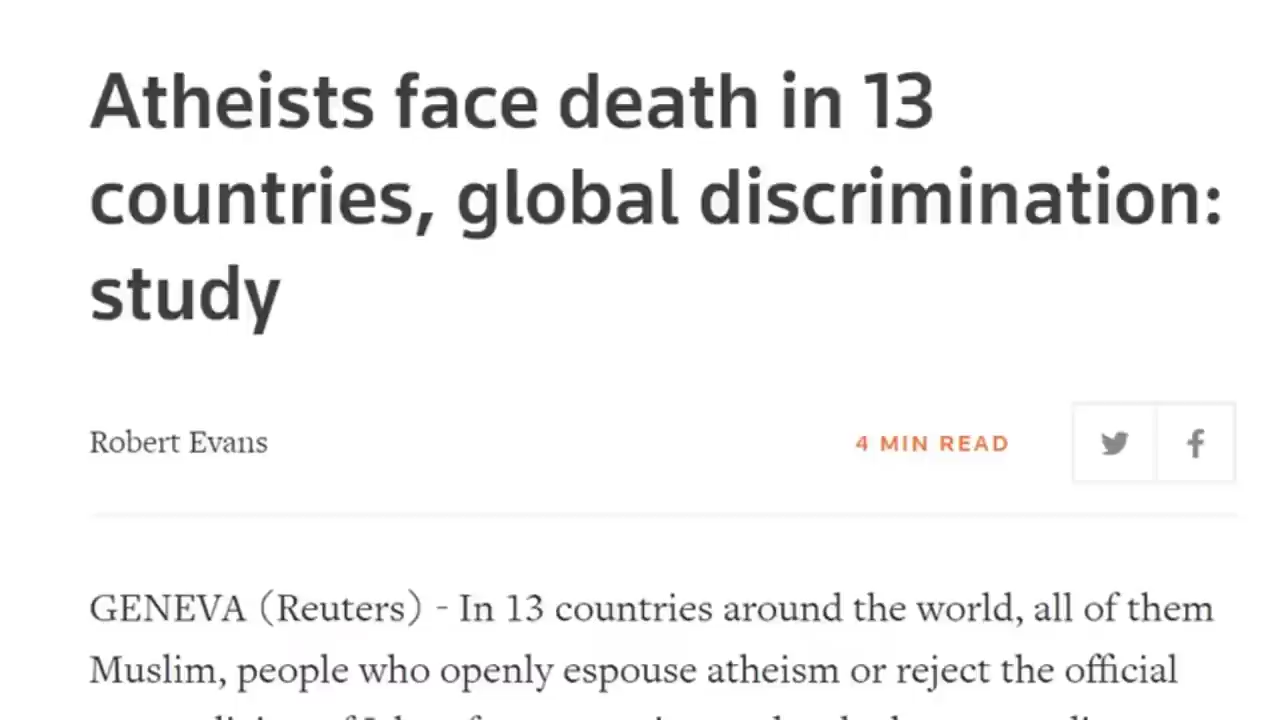 Atheists face death in 13
countries, global discrimination:
study
Robert Evans
4 MIN READ
GENEVA (Reuters) - In 13 countries around the world, all of them
Muslim, people who openly espouse atheism or reject the official